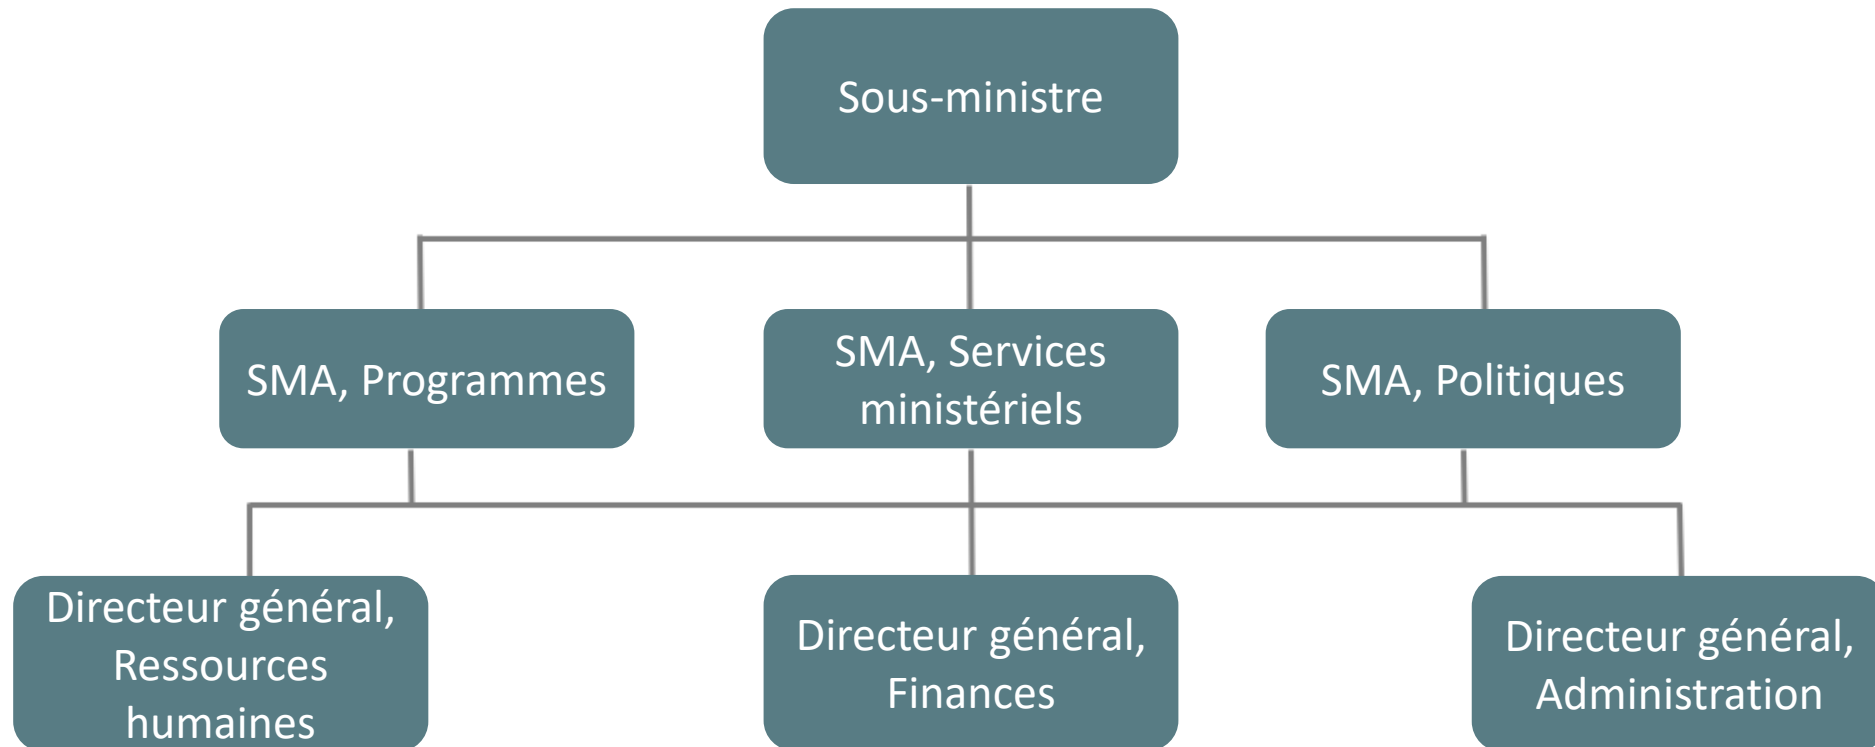 Sous-ministre
SMA, Programmes
SMA, Services
ministériels
SMA, Politiques
Directeur général,
Ressources
humaines
Directeur général,
Finances
Directeur général,
Administration